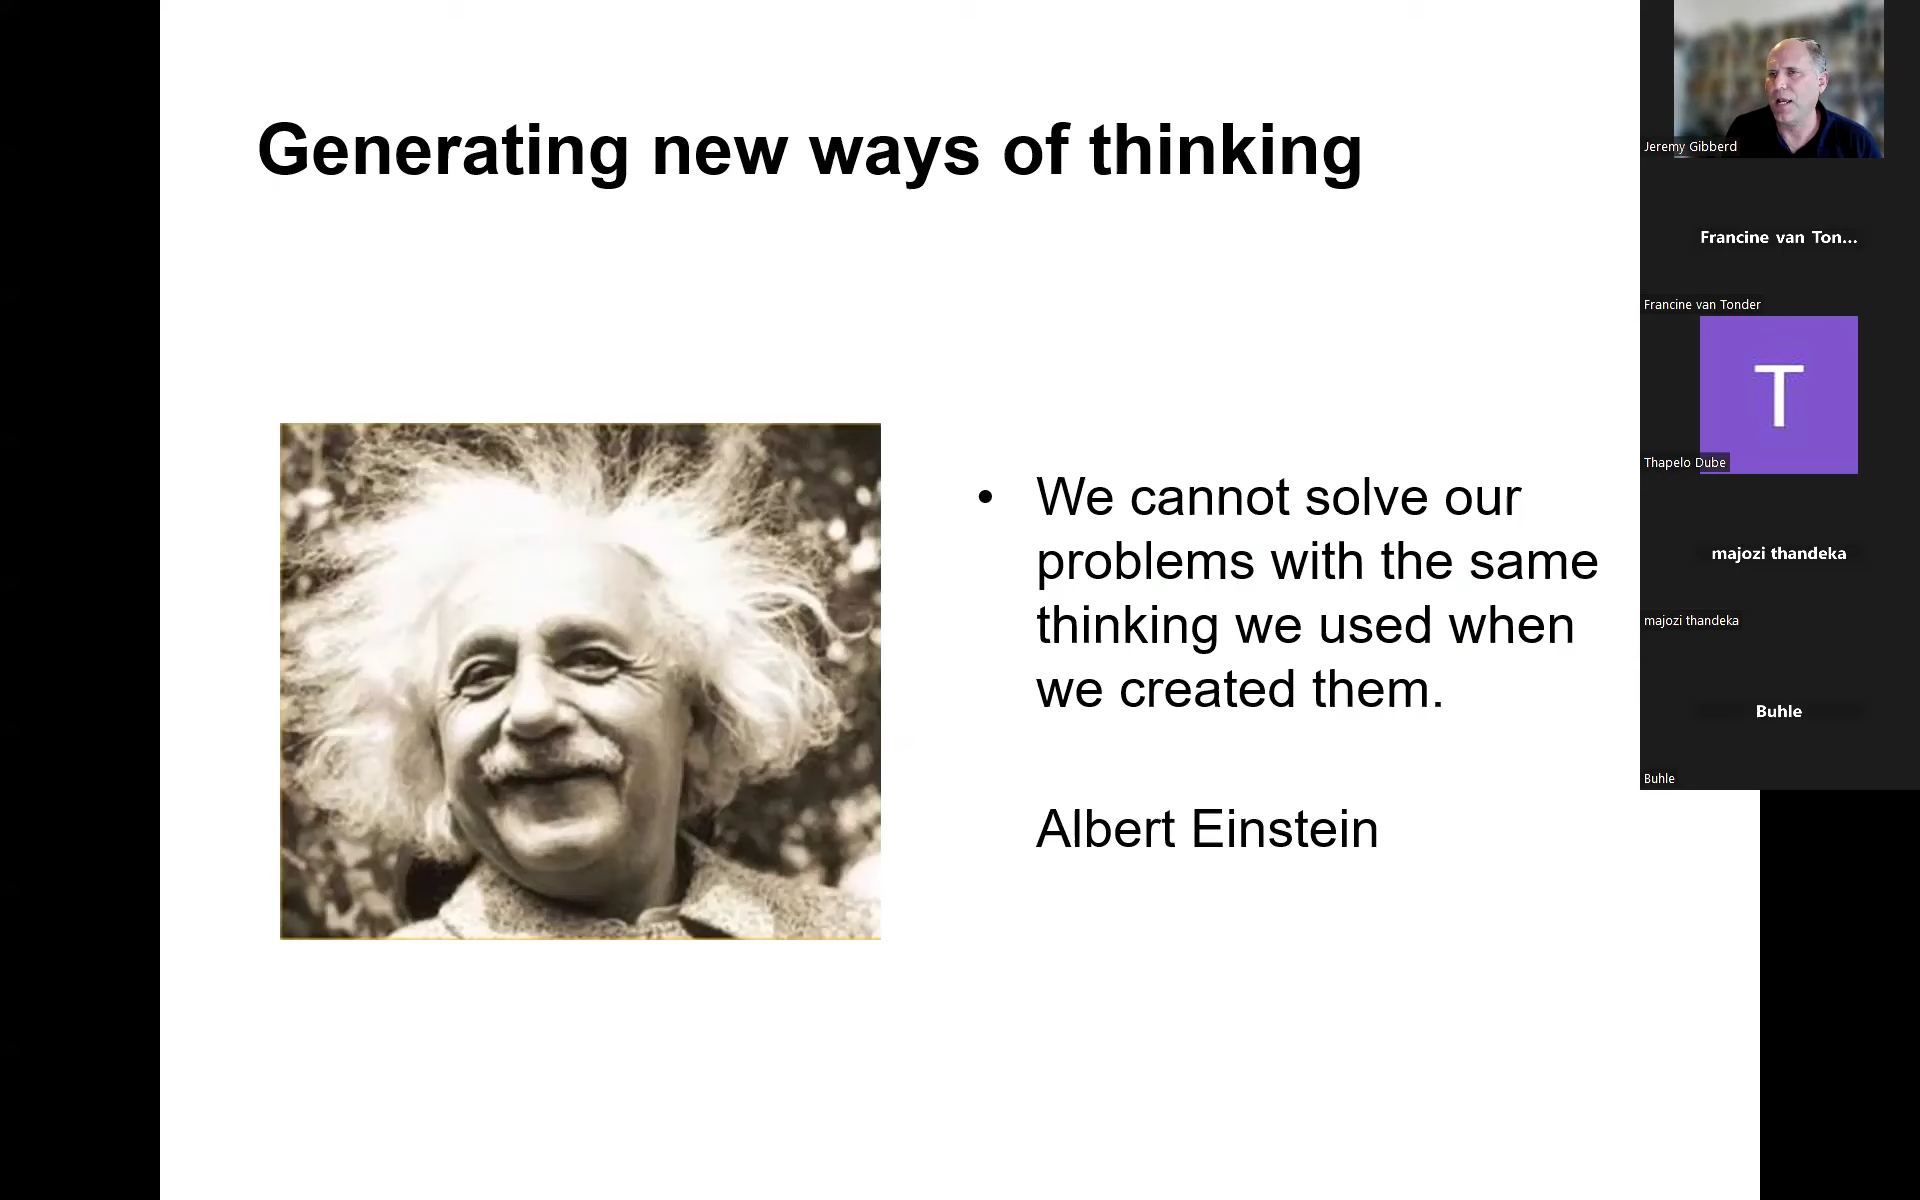 Generating new ways of thinking
• We cannot solve our
problems with the same
thinking we used when
we created them.
Albert Einstein
Jeremy Gibberd
Francine van Ton...
Francine van Tonder
T
Thapelo Dube
majozi thandeka
majozi thandeka
Buhle
Buhle